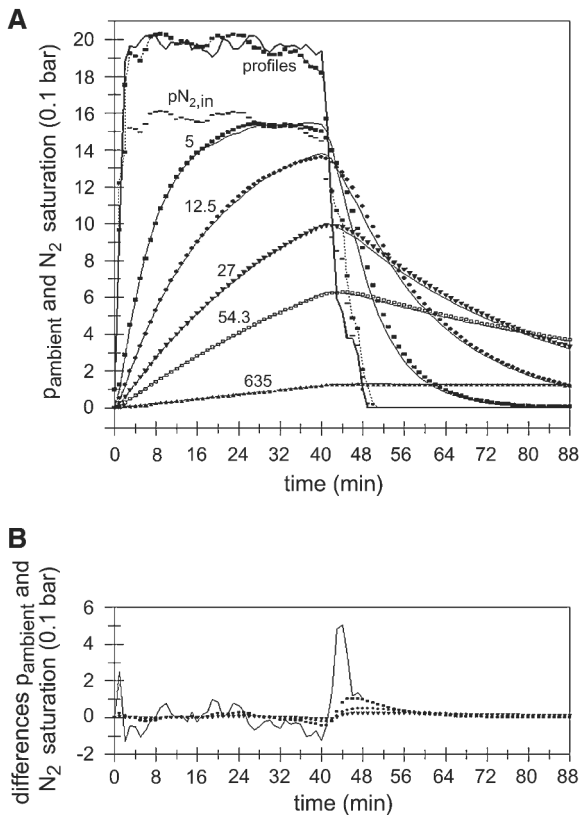 A
pambient and N2 saturation (0.1 bar)
20
18
16
14
12
10
8
6
4
2
0
profiles
pN2,in
5
12.5
27
54.3
635
0 8 16 24 32 40 48 56 64 72 80 88
time (min)
B
differences pambient and
N2 saturation (0.1 bar)
6
4
2
0
-2
0 8 16 24 32 40 48 56 64 72 80 88
time (min)